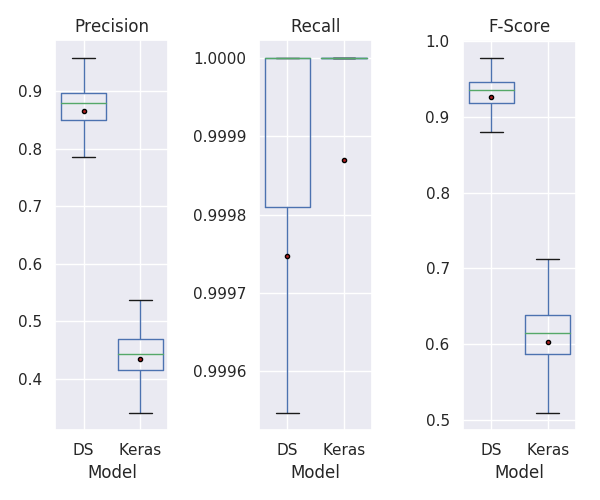 Precision
0.9
0.8
0.7
0.6
0.5
0.4
DS Keras
Model
Recall
1.0000
0.9999
0.9998
0.9997
0.9996
DS Keras
Model
F-Score
1.0
0.9
0.8
0.7
0.6
0.5
DS Keras
Model